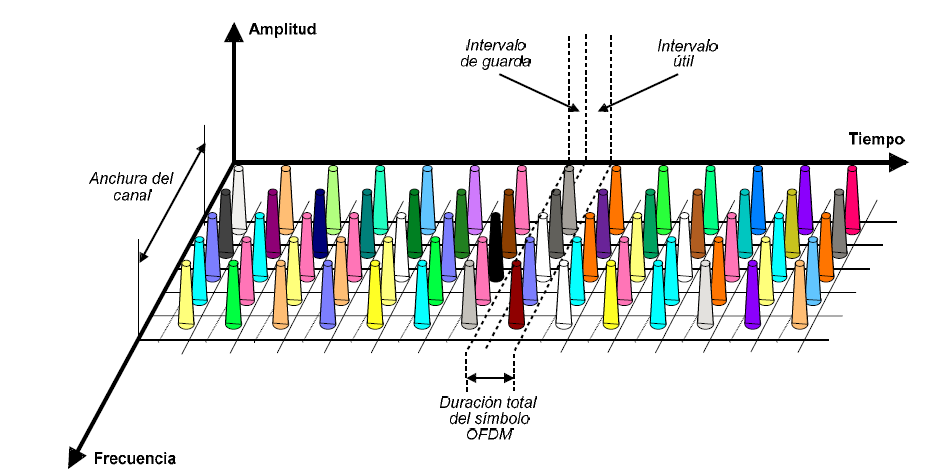 Amplitud
Intervalo
de guarda
Intervalo
útil
Tiempo
Anchura del
canal
Duración total
del símbolo
OFDM
Frecuencia